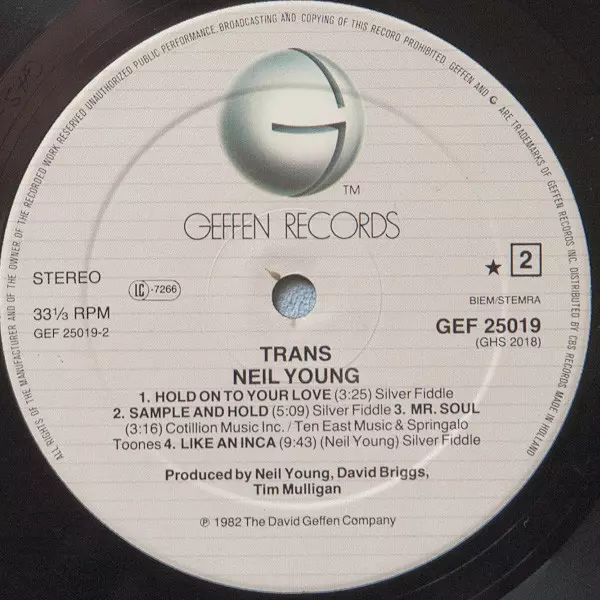 ALL RIGHTS OF THE MANUFACTURER AND OF THE OWNER OF THE RECORDED WORK RESERVED UNAUTHORIZED PUBLIC PERFORMANCE, BROADCASTING AND COPYING OF THIS RECORD PROHIBITED. GEFFEN AND G ARE TRADEMARKS OF GEFFEN RECORDS INC. DISTRIBUTED BY CBS RECORDS MADE IN HOLLAND
TM
GEFFEN RECORDS
STEREO
LC-7266
★ 2
33⅓ RPM
BIEM/STEMRA
GEF 25019-2
GEF 25019
(GHS 2018)
TRANS
NEIL YOUNG
1. HOLD ON TO YOUR LOVE (3:25) Silver Fiddle
2. SAMPLE AND HOLD (5:09) Silver Fiddle 3. MR. SOUL
(3:16) Cotillion Music Inc. / Ten East Music & Springalo
Toones 4. LIKE AN INCA (9:43) (Neil Young) Silver Fiddle
Produced by Neil Young, David Briggs,
Tim Mulligan
℗ 1982 The David Geffen Company